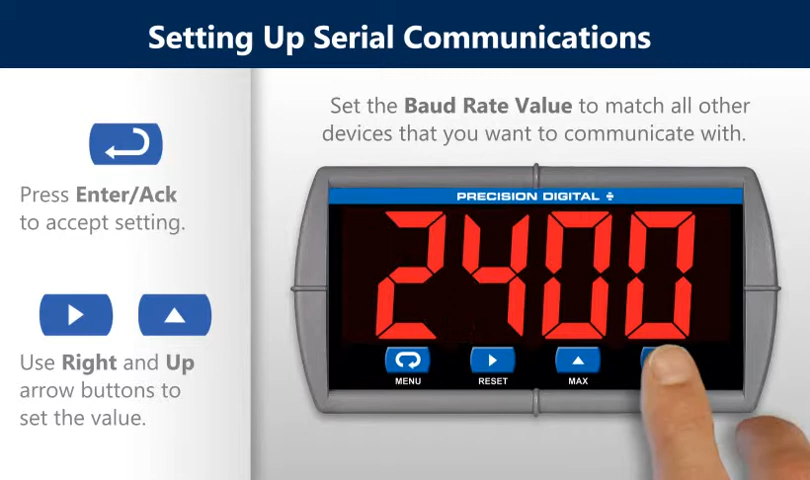 Setting Up Serial Communications
Press Enter/Ack
to accept setting.
Use Right and Up
arrow buttons to
set the value.
Set the Baud Rate Value to match all other
devices that you want to communicate with.
PRECISION DIGITAL
2400
MENU
RESET
MAX